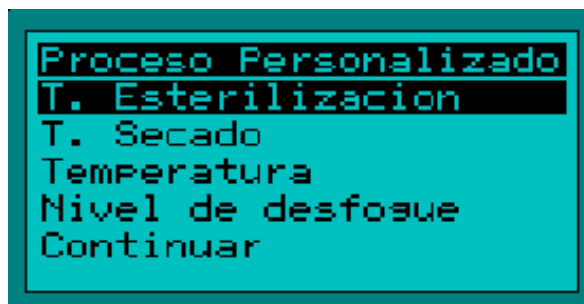 Proceso Personalizado
T. Esterilizacion
T. Secado
Temperatura
Nivel de desfogue
Continuar